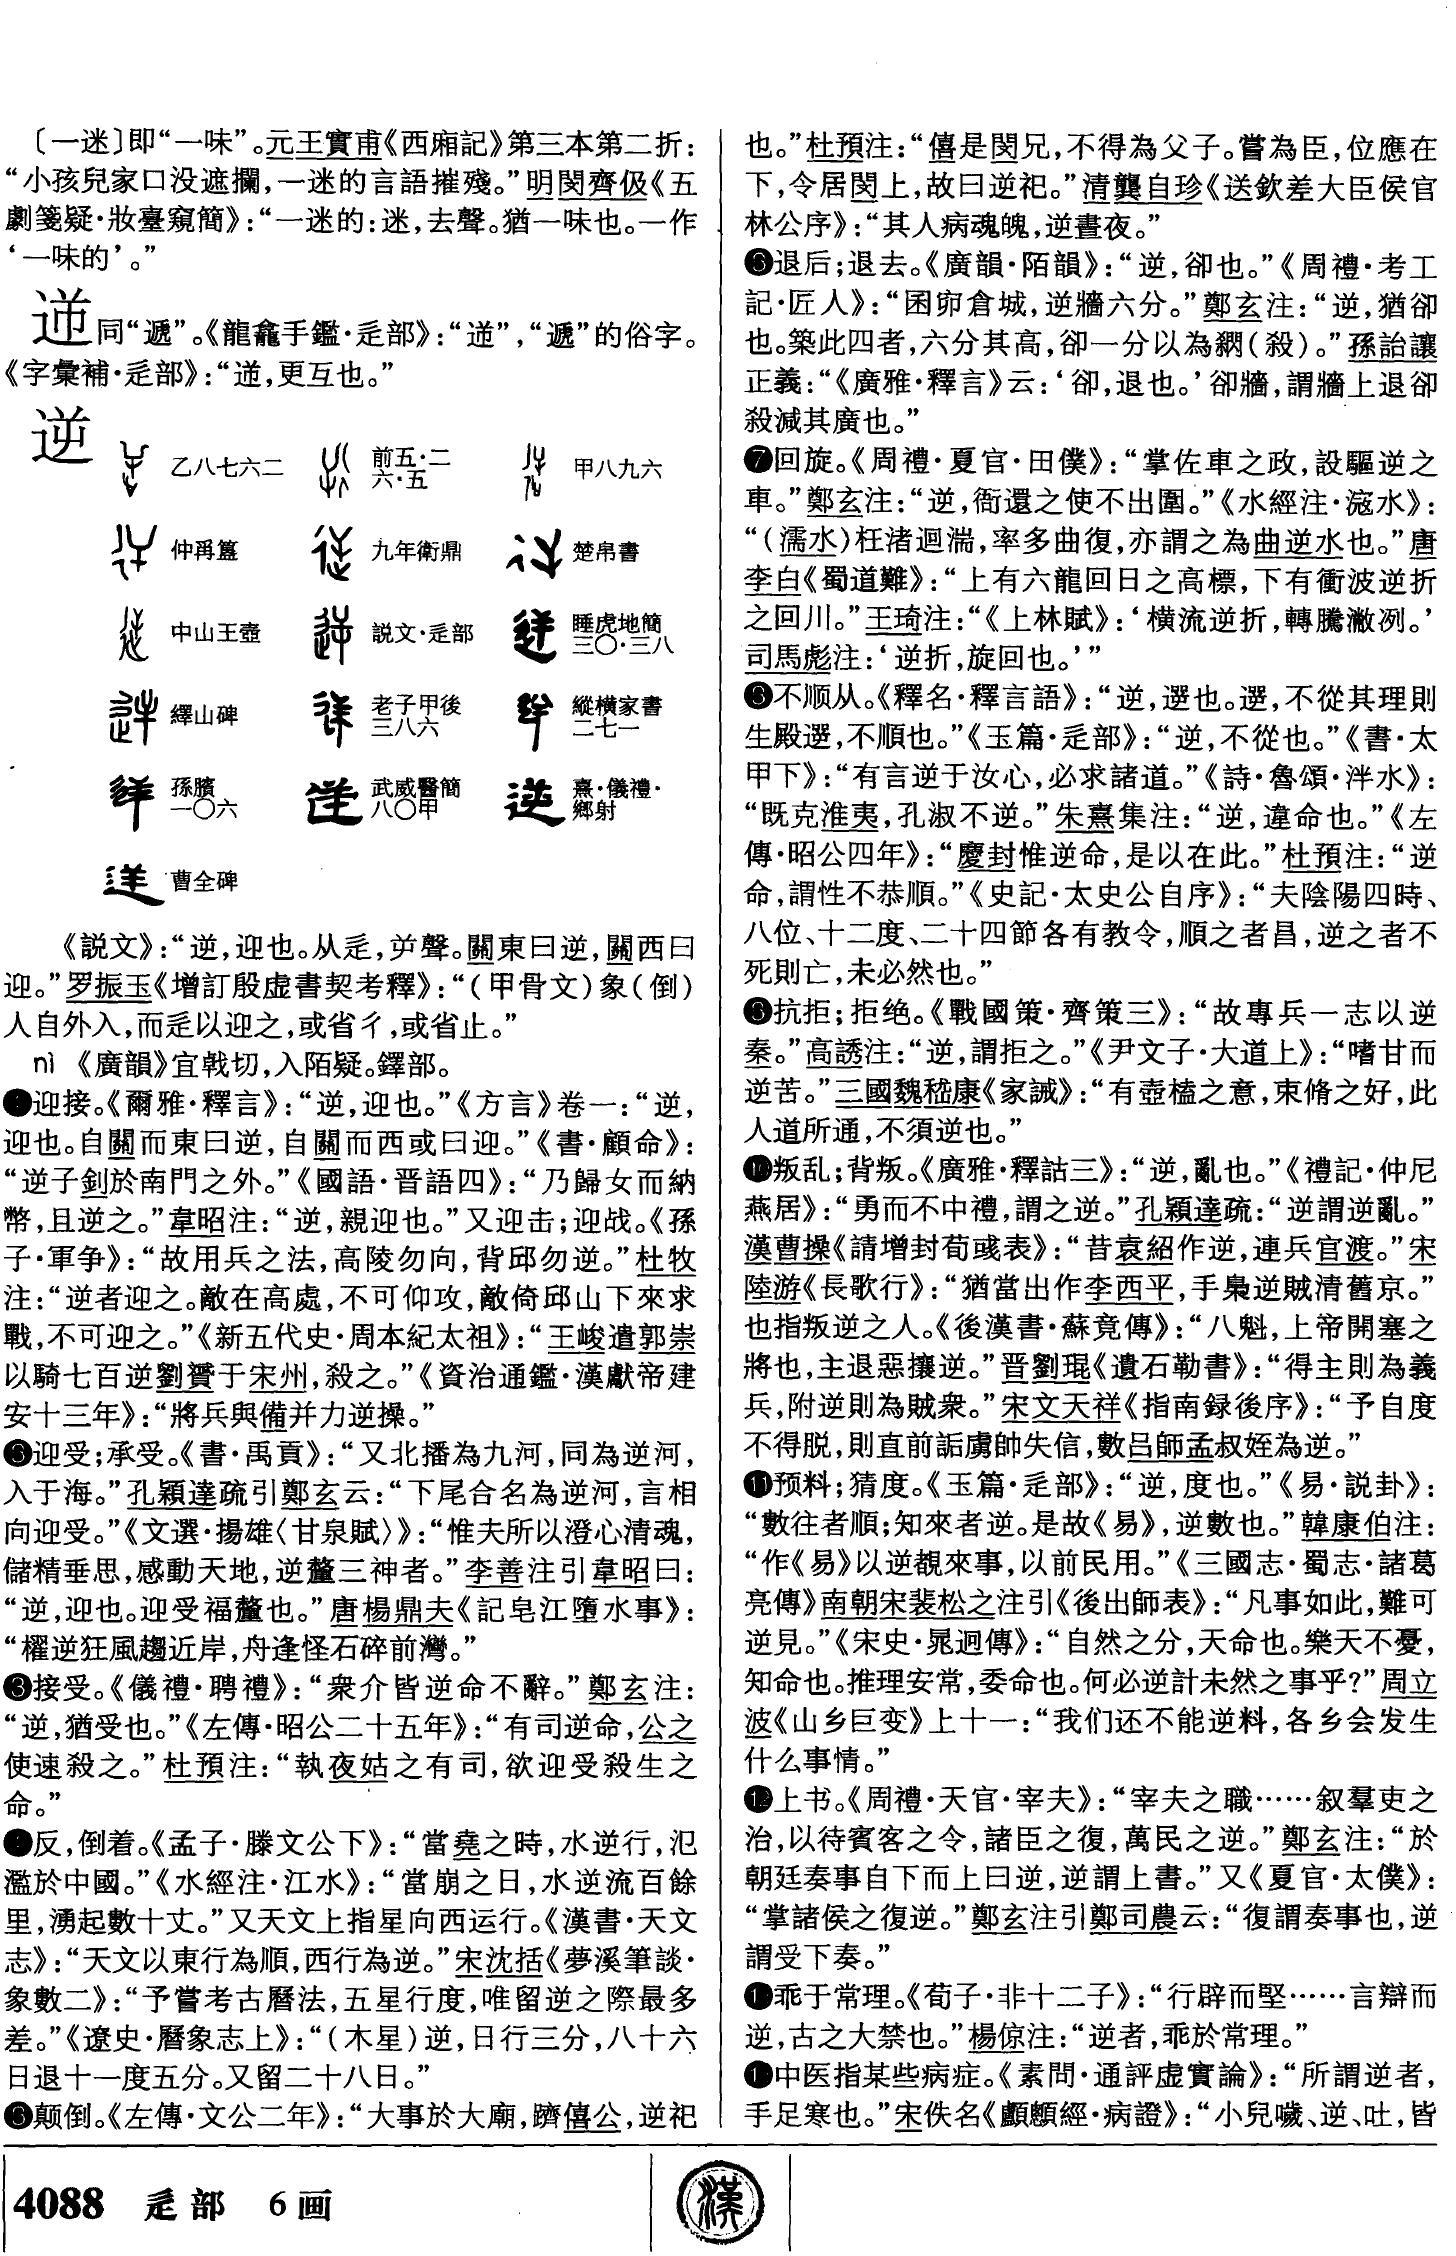 〔一迷〕即“一味”。元王實甫《西廂記》第三本第二折：
“小孩兒家口没遮攔，一迷的言語摧殘。”明閔齊伋《五
劇箋疑·妝臺窺簡》：“一迷的：迷，去聲。猶一味也。一作
‘一味的’。”
逓同“遞”。《龍龕手鑑·辵部》：“逓”，“遞”的俗字。
《字彙補·辵部》：“逓，更互也。”
逆
乙八七六二 前五·二六·五 甲八九六
仲爯簋 九年衛鼎 楚帛書
中山王壺 説文·辵部 睡虎地簡三〇·三八
繹山碑 老子甲後三八六 縱横家書二七一
孫臏一〇六 武威醫簡八〇甲 熹·儀禮·鄉射
曹全碑
《説文》：“逆，迎也。从辵，屰聲。關東曰逆，關西曰
迎。”罗振玉《增訂殷虚書契考釋》：“（甲骨文）象（倒）
人自外入，而辵以迎之，或省彳，或省止。”
nì 《廣韻》宜戟切，入陌疑。鐸部。
❶迎接。《爾雅·釋言》：“逆，迎也。”《方言》卷一：“逆，
迎也。自關而東曰逆，自關而西或曰迎。”《書·顧命》：
“逆子釗於南門之外。”《國語·晋語四》：“乃歸女而納
幣，且逆之。”韋昭注：“逆，親迎也。”又迎击；迎战。《孫
子·軍争》：“故用兵之法，高陵勿向，背邱勿逆。”杜牧
注：“逆者迎之。敵在高處，不可仰攻，敵倚邱山下來求
戰，不可迎之。”《新五代史·周本紀太祖》：“王峻遣郭崇
以騎七百逆劉贇于宋州，殺之。”《資治通鑑·漢獻帝建
安十三年》：“將兵與備并力逆操。”
❷迎受；承受。《書·禹貢》：“又北播為九河，同為逆河，
入于海。”孔穎達疏引鄭玄云：“下尾合名為逆河，言相
向迎受。”《文選·揚雄〈甘泉賦〉》：“惟夫所以澄心清魂，
儲精垂思，感動天地，逆釐三神者。”李善注引韋昭曰：
“逆，迎也。迎受福釐也。”唐楊鼎夫《記皂江墮水事》：
“櫂逆狂風趨近岸，舟逢怪石碎前灣。”
❸接受。《儀禮·聘禮》：“衆介皆逆命不辭。”鄭玄注：
“逆，猶受也。”《左傳·昭公二十五年》：“有司逆命，公之
使速殺之。”杜預注：“執夜姑之有司，欲迎受殺生之
命。”
❹反，倒着。《孟子·滕文公下》：“當堯之時，水逆行，氾
濫於中國。”《水經注·江水》：“當崩之日，水逆流百餘
里，湧起數十丈。”又天文上指星向西运行。《漢書·天文
志》：“天文以東行為順，西行為逆。”宋沈括《夢溪筆談·
象數二》：“予嘗考古曆法，五星行度，唯留逆之際最多
差。”《遼史·曆象志上》：“（木星）逆，日行三分，八十六
日退十一度五分。又留二十八日。”
❺颠倒。《左傳·文公二年》：“大事於大廟，躋僖公，逆祀
也。”杜預注：“僖是閔兄，不得為父子。嘗為臣，位應在
下，令居閔上，故曰逆祀。”清龔自珍《送欽差大臣侯官
林公序》：“其人病魂魄，逆晝夜。”
❻退后；退去。《廣韻·陌韻》：“逆，卻也。”《周禮·考工
記·匠人》：“囷窌倉城，逆牆六分。”鄭玄注：“逆，猶卻
也。築此四者，六分其高，卻一分以為𦃓（殺）。”孫詒讓
正義：“《廣雅·釋言》云：‘卻，退也。’卻牆，謂牆上退卻
殺減其廣也。”
❼回旋。《周禮·夏官·田僕》：“掌佐車之政，設驅逆之
車。”鄭玄注：“逆，衙還之使不出圍。”《水經注·滱水》：
“（濡水）枉渚迴湍，率多曲復，亦謂之為曲逆水也。”唐
李白《蜀道難》：“上有六龍回日之高標，下有衝波逆折
之回川。”王琦注：“《上林賦》：‘横流逆折，轉騰潎洌。’
司馬彪注：‘逆折，旋回也。’”
❽不顺从。《釋名·釋言語》：“逆，遻也。遻，不從其理則
生殿遻，不順也。”《玉篇·辵部》：“逆，不從也。”《書·太
甲下》：“有言逆于汝心，必求諸道。”《詩·魯頌·泮水》：
“既克淮夷，孔淑不逆。”朱熹集注：“逆，違命也。”《左
傳·昭公四年》：“慶封惟逆命，是以在此。”杜預注：“逆
命，謂性不恭順。”《史記·太史公自序》：“夫陰陽四時、
八位、十二度、二十四節各有教令，順之者昌，逆之者不
死則亡，未必然也。”
❾抗拒；拒绝。《戰國策·齊策三》：“故專兵一志以逆
秦。”高誘注：“逆，謂拒之。”《尹文子·大道上》：“嗜甘而
逆苦。”三國魏嵇康《家誡》：“有壺榼之意，束脩之好，此
人道所通，不須逆也。”
❿叛乱；背叛。《廣雅·釋詁三》：“逆，亂也。”《禮記·仲尼
燕居》：“勇而不中禮，謂之逆。”孔穎達疏：“逆謂逆亂。”
漢曹操《請增封荀彧表》：“昔袁紹作逆，連兵官渡。”宋
陸游《長歌行》：“猶當出作李西平，手梟逆賊清舊京。”
也指叛逆之人。《後漢書·蘇竟傳》：“八魁，上帝開塞之
將也，主退惡攘逆。”晋劉琨《遺石勒書》：“得主則為義
兵，附逆則為賊衆。”宋文天祥《指南録後序》：“予自度
不得脱，則直前詬虜帥失信，數吕師孟叔姪為逆。”
⓫预料；猜度。《玉篇·辵部》：“逆，度也。”《易·説卦》：
“數往者順；知來者逆。是故《易》，逆數也。”韓康伯注：
“作《易》以逆覩來事，以前民用。”《三國志·蜀志·諸葛
亮傳》南朝宋裴松之注引《後出師表》：“凡事如此，難可
逆見。”《宋史·晁迥傳》：“自然之分，天命也。樂天不憂，
知命也。推理安常，委命也。何必逆計未然之事乎？”周立
波《山乡巨变》上十一：“我们还不能逆料，各乡会发生
什么事情。”
⓬上书。《周禮·天官·宰夫》：“宰夫之職……叙羣吏之
治，以待賓客之令，諸臣之復，萬民之逆。”鄭玄注：“於
朝廷奏事自下而上曰逆，逆謂上書。”又《夏官·太僕》：
“掌諸侯之復逆。”鄭玄注引鄭司農云：“復謂奏事也，逆
謂受下奏。”
⓭乖于常理。《荀子·非十二子》：“行辟而堅……言辯而
逆，古之大禁也。”楊倞注：“逆者，乖於常理。”
⓮中医指某些病症。《素問·通評虚實論》：“所謂逆者，
手足寒也。”宋佚名《顱顖經·病證》：“小兒噦、逆、吐，皆
4088 辵部 6画
漢